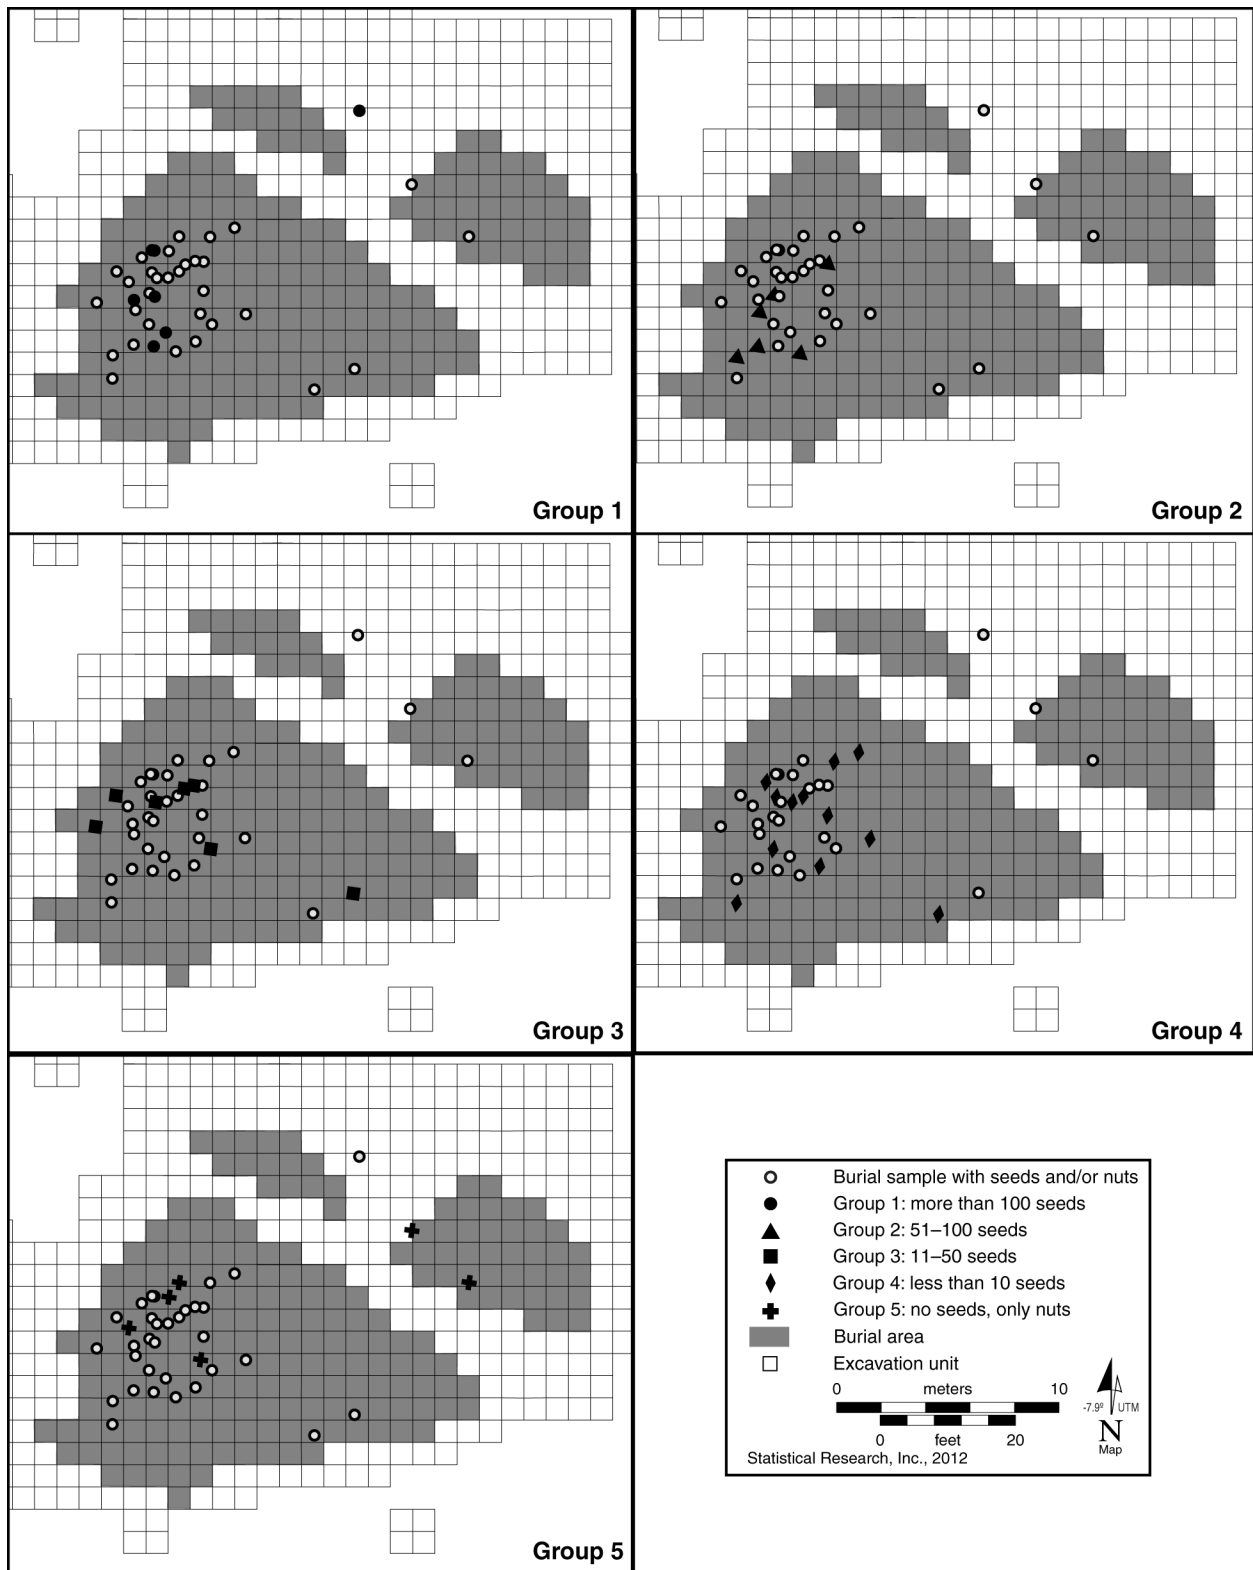 Group 1
Group 2
Group 3
Group 4
Group 5
Burial sample with seeds and/or nuts
Group 1: more than 100 seeds
Group 2: 51–100 seeds
Group 3: 11–50 seeds
Group 4: less than 10 seeds
Group 5: no seeds, only nuts
Burial area
Excavation unit
0 meters 10
0 feet 20
-7.9º UTM
N
Map
Statistical Research, Inc., 2012